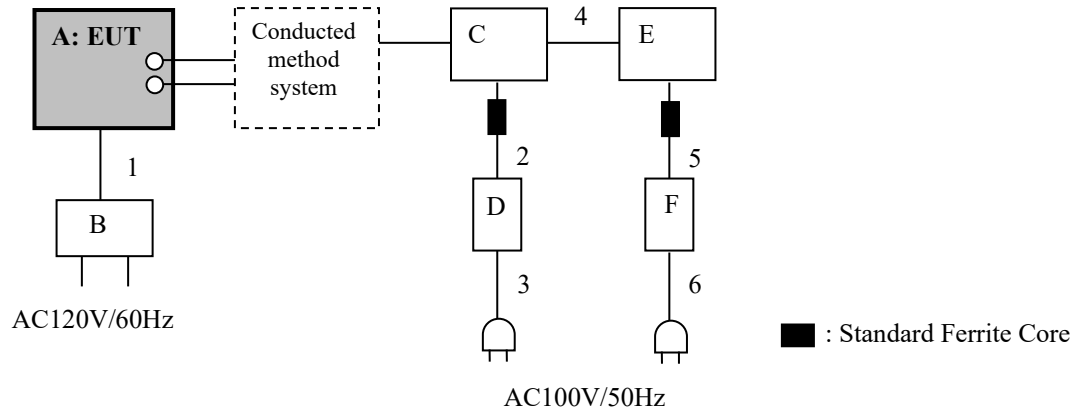 A: EUT
Conducted
method
system
C
4
E
1
2
5
B
D
F
3
6
AC120V/60Hz
: Standard Ferrite Core
AC100V/50Hz